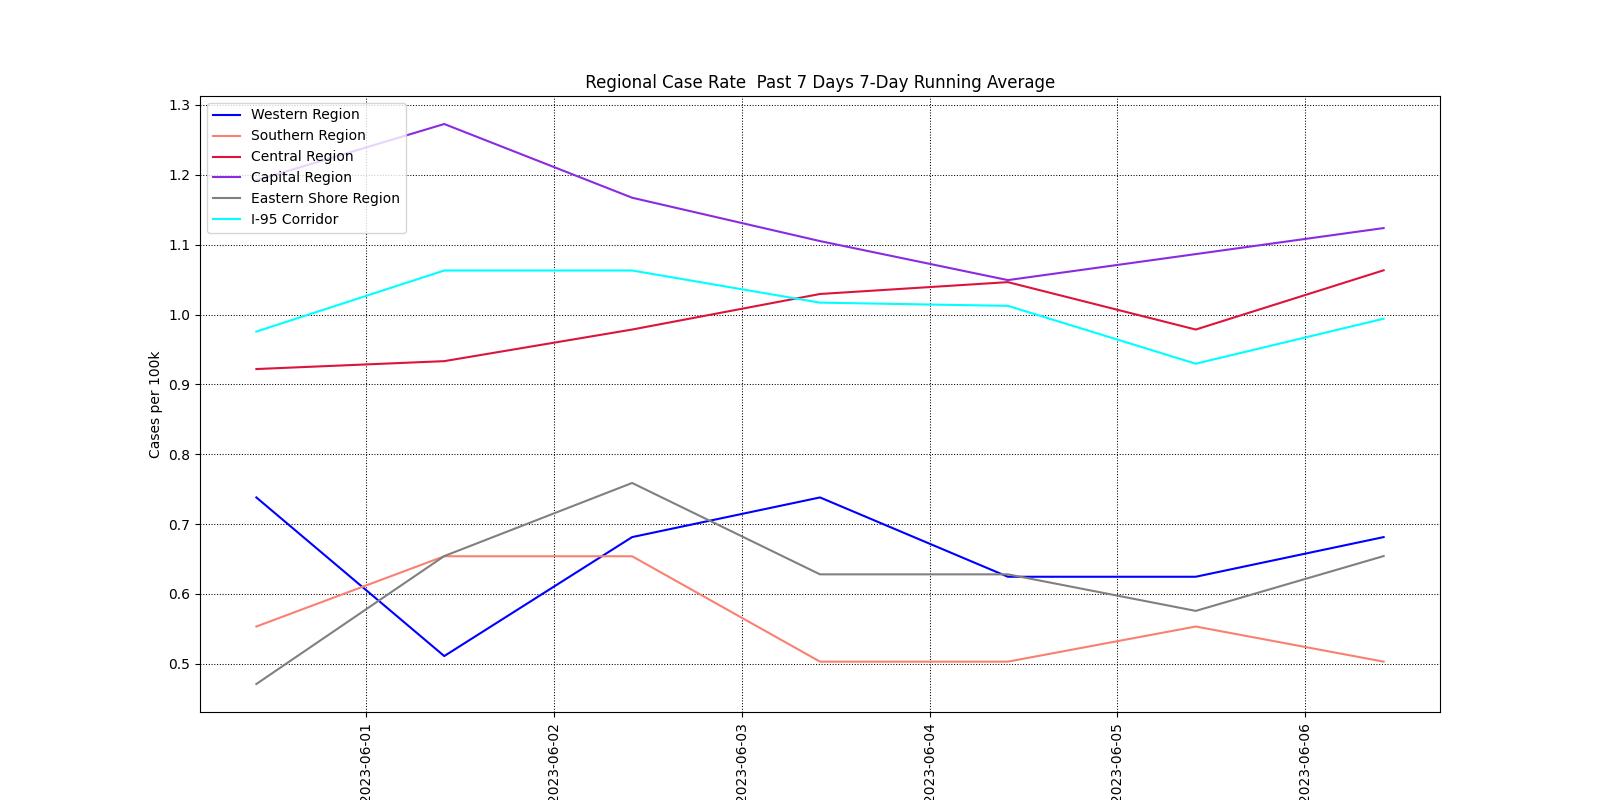 Regional Case Rate  Past 7 Days 7-Day Running Average
Western Region
Southern Region
Central Region
Capital Region
Eastern Shore Region
I-95 Corridor
Cases per 100k
1.3
1.2
1.1
1.0
0.9
0.8
0.7
0.6
0.5
2023-06-01
2023-06-02
2023-06-03
2023-06-04
2023-06-05
2023-06-06